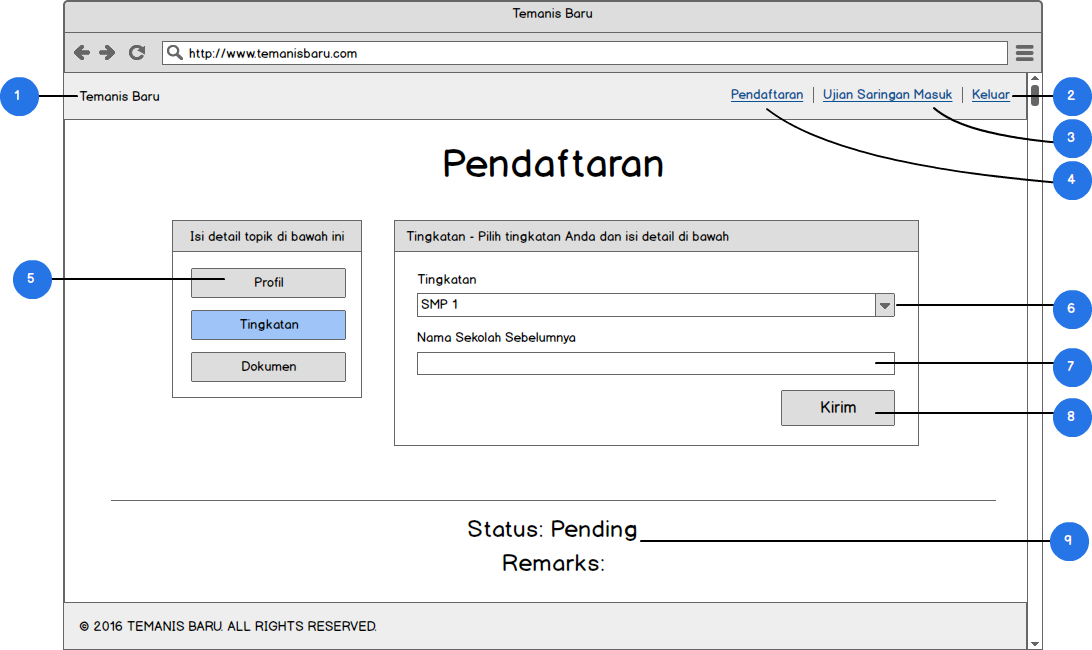 Temanis Baru
http://www.temanisbaru.com
1
Temanis Baru
Pendaftaran
Ujian Saringan Masuk
Keluar
2
3
4
Pendaftaran
Isi detail topik di bawah ini
Tingkatan - Pilih tingkatan Anda dan isi detail di bawah
5
Profil
Tingkatan
Dokumen
Tingkatan
SMP 1
6
Nama Sekolah Sebelumnya
7
Kirim
8
Status: Pending
9
Remarks:
© 2016 TEMANIS BARU. ALL RIGHTS RESERVED.